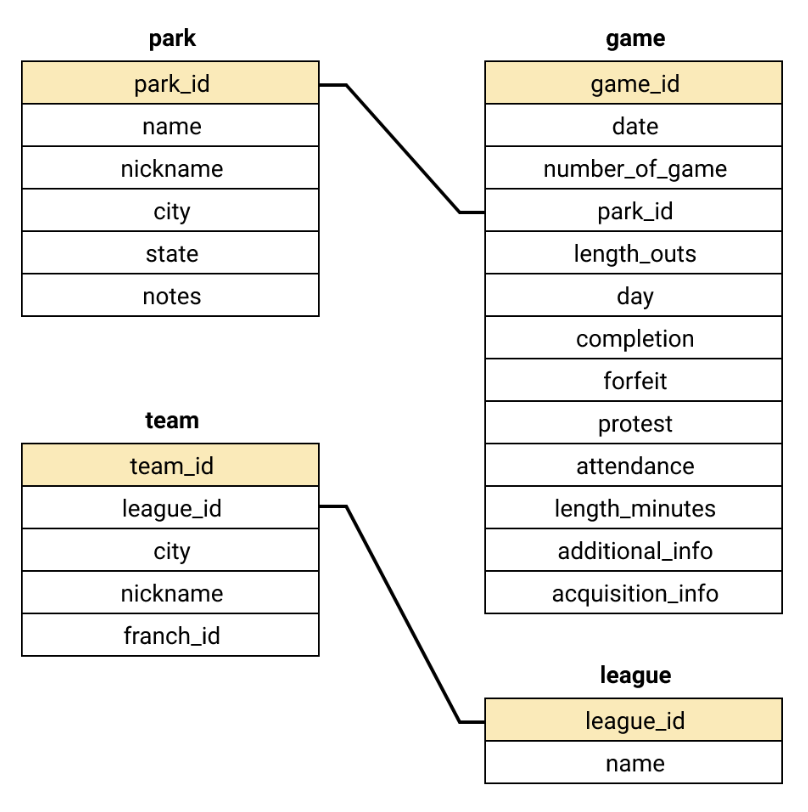 park
park_id
name
nickname
city
state
notes
game
game_id
date
number_of_game
park_id
length_outs
day
completion
forfeit
protest
attendance
length_minutes
additional_info
acquisition_info
team
team_id
league_id
city
nickname
franch_id
league
league_id
name